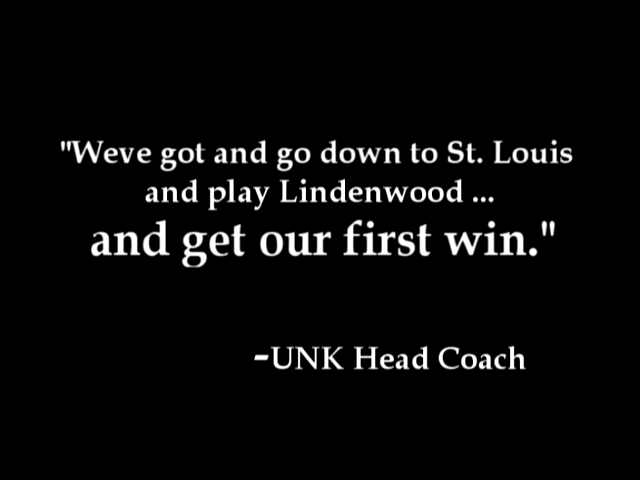 "Weve got and go down to St. Louis
and play Lindenwood ...
and get our first win."
-UNK Head Coach